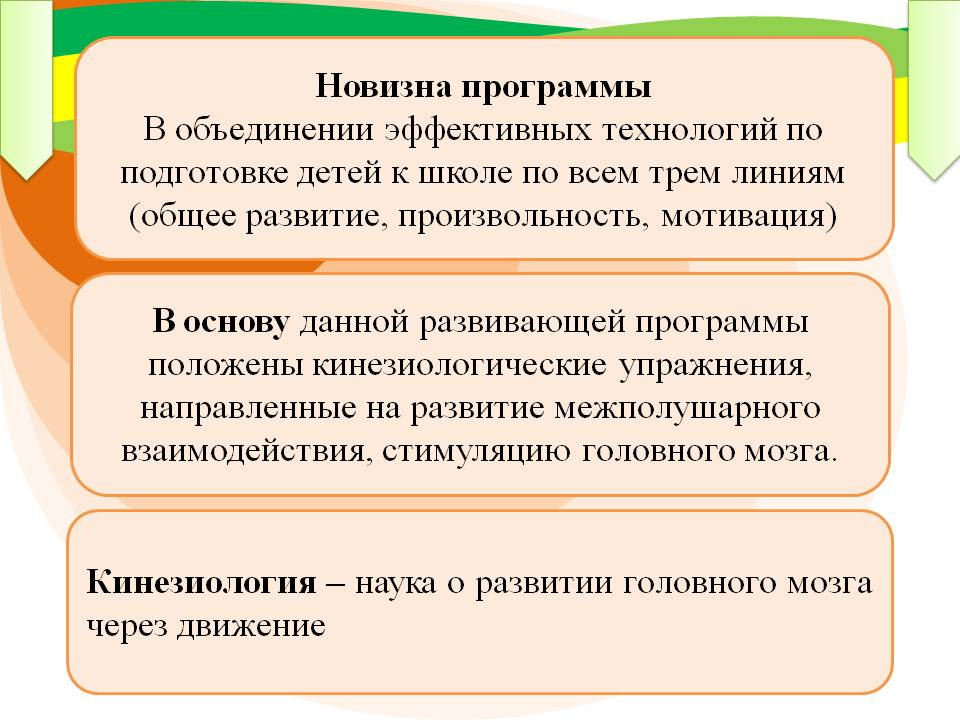 Новизна программы
В объединении эффективных технологий по
подготовке детей к школе по всем трем линиям
(общее развитие, произвольность, мотивация)
В основу данной развивающей программы
положены кинезиологические упражнения,
направленные на развитие межполушарного
взаимодействия, стимуляцию головного мозга.
Кинезиология – наука о развитии головного мозга
через движение